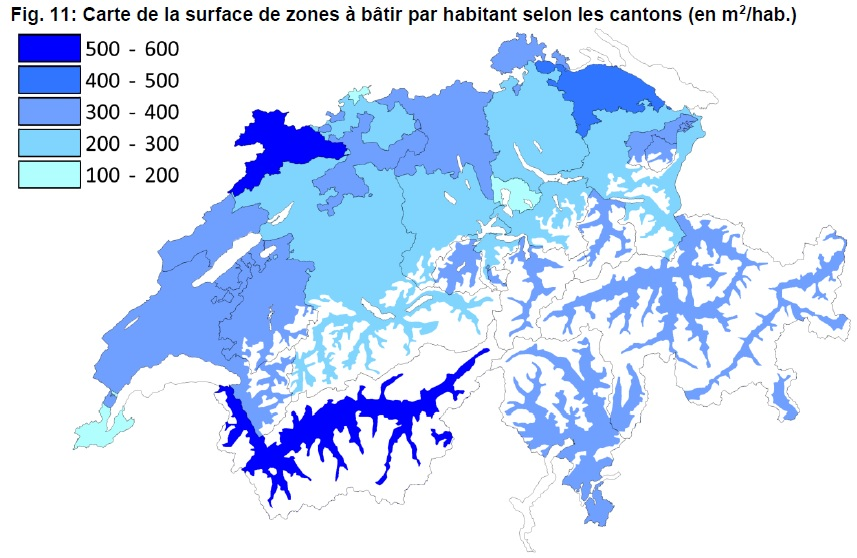 Fig. 11: Carte de la surface de zones à bâtir par habitant selon les cantons (en m²/hab.)
500 - 600
400 - 500
300 - 400
200 - 300
100 - 200